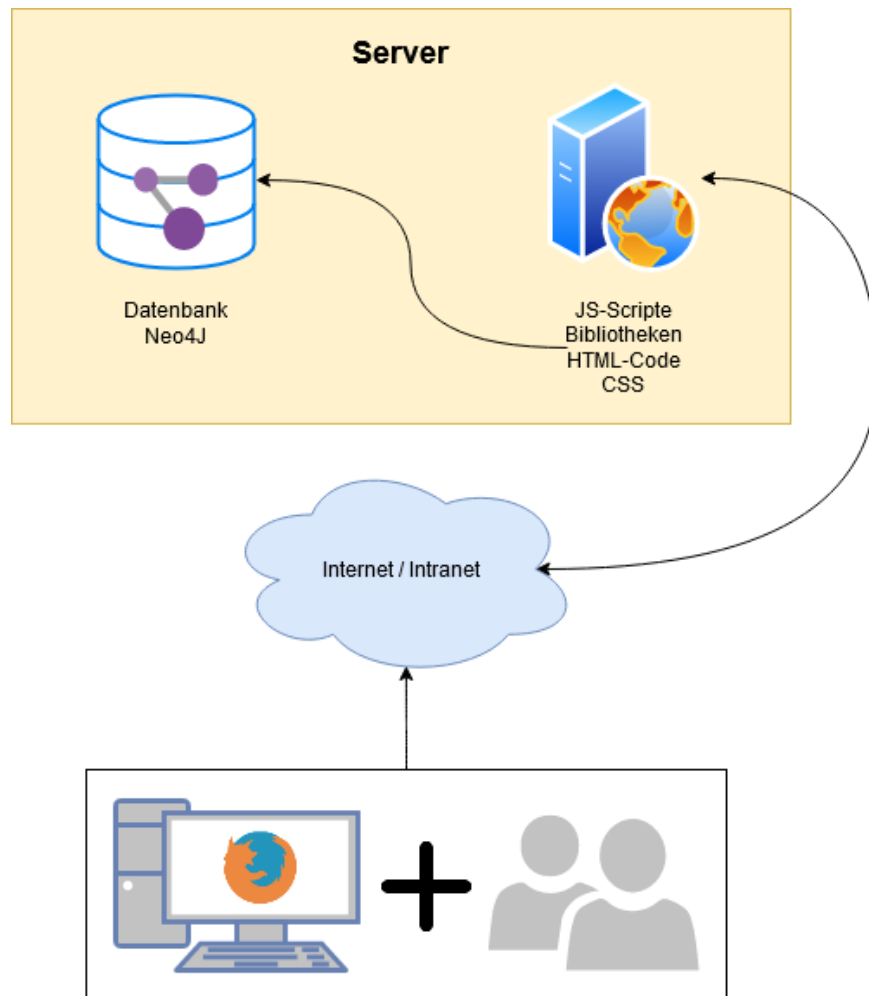 Server
Datenbank
Neo4J
JS-Scripte
Bibliotheken
HTML-Code
CSS
Internet / Intranet